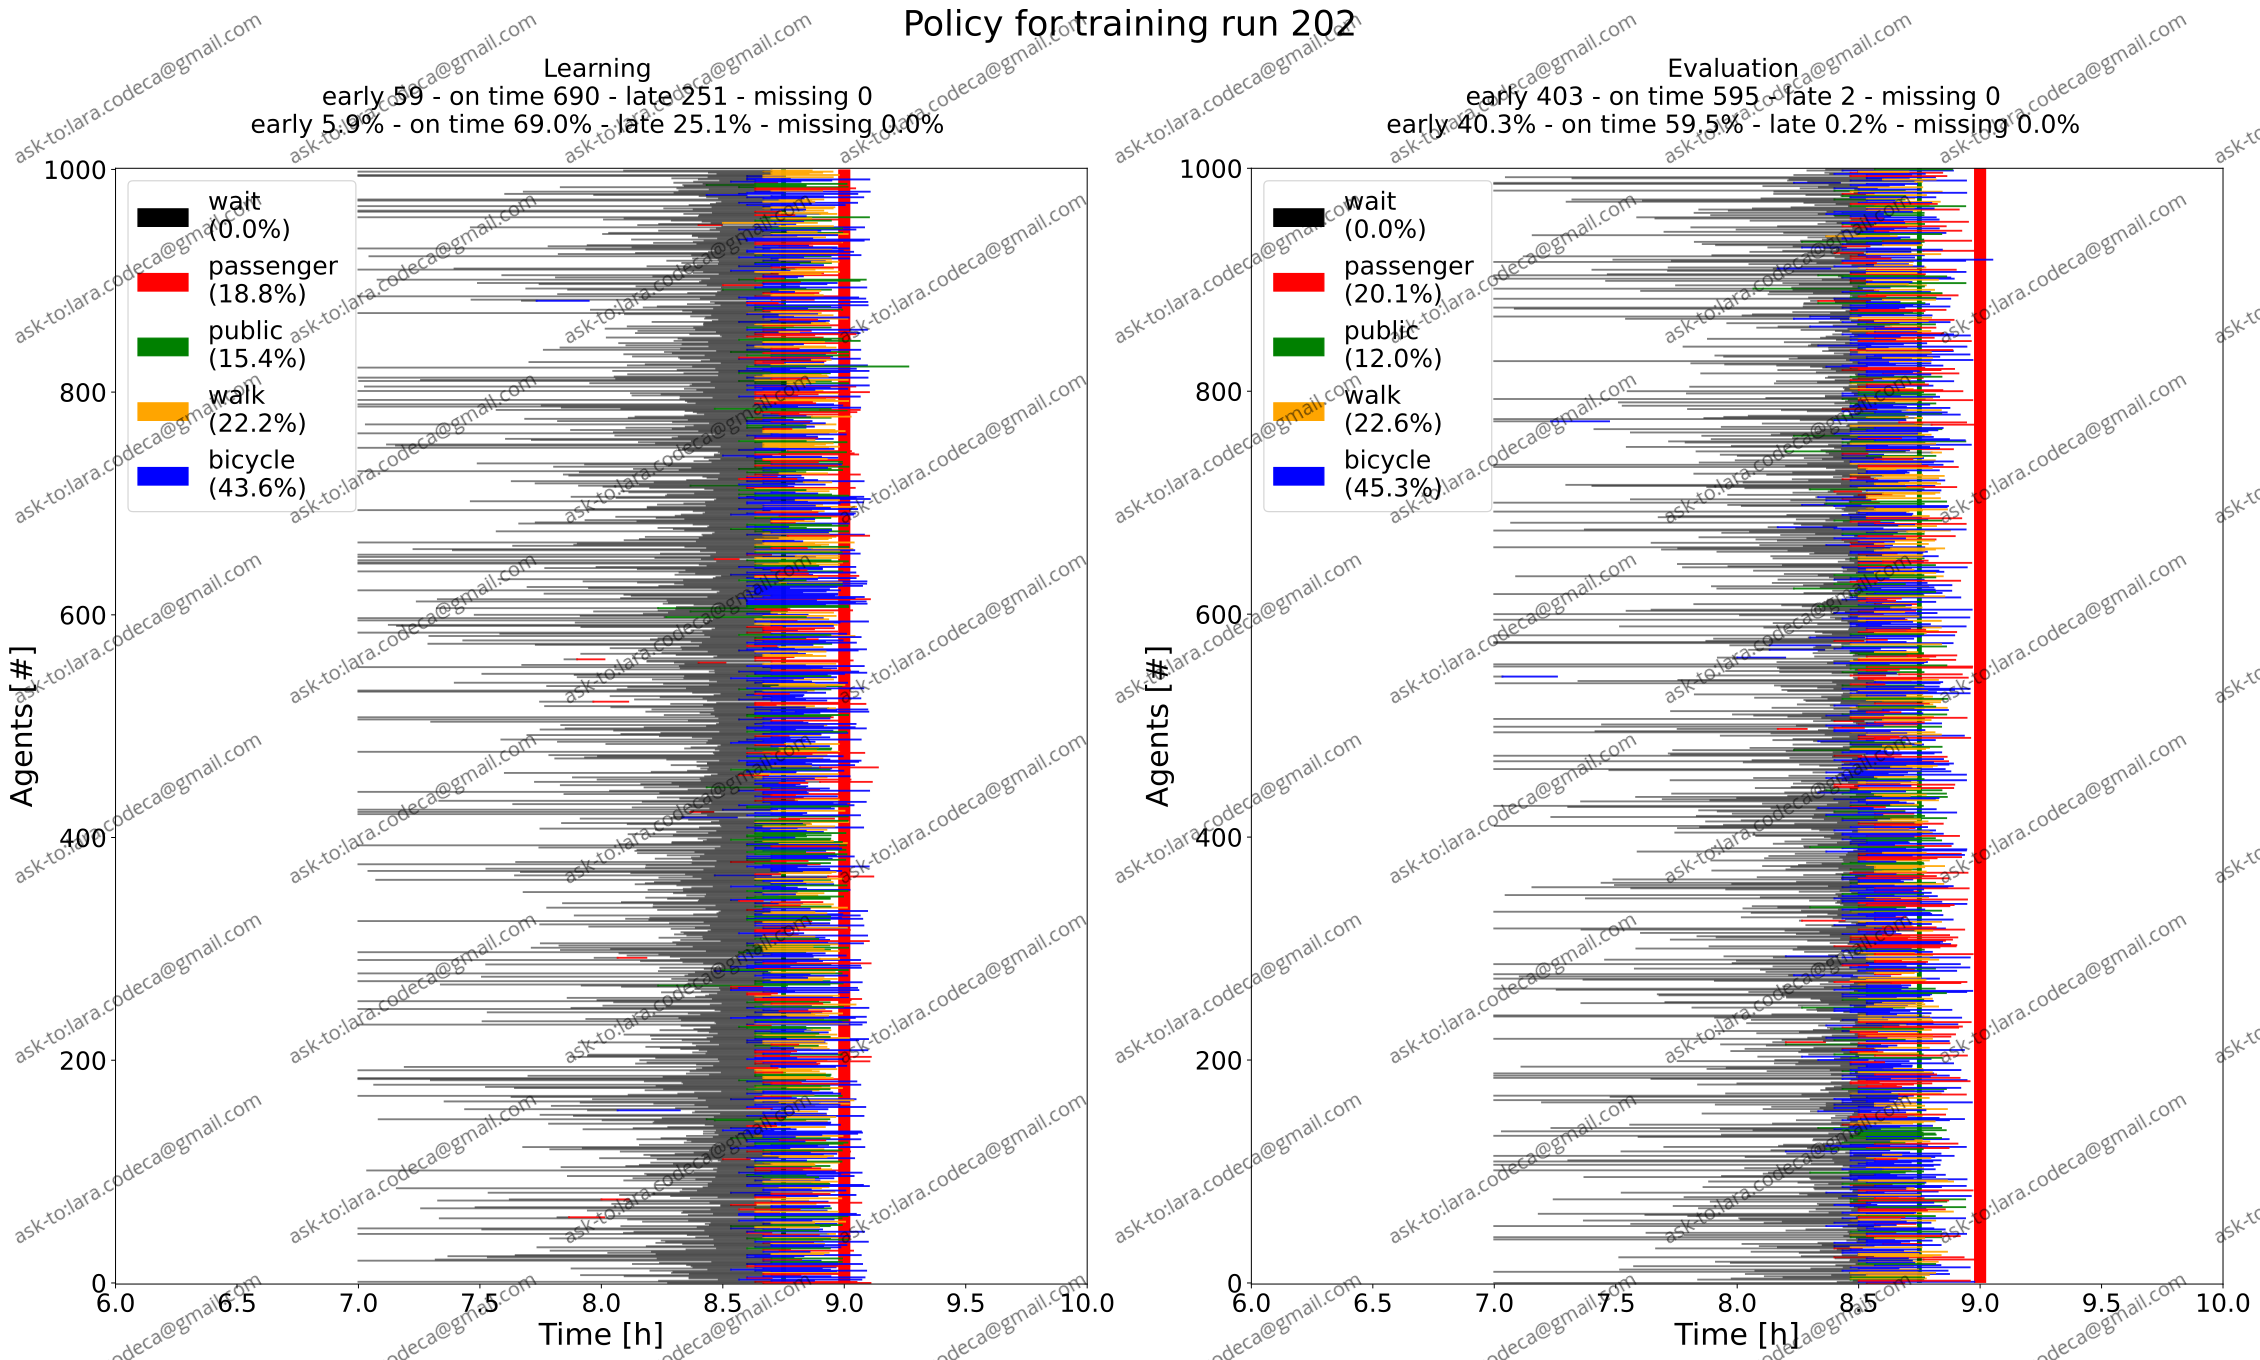 Policy for training run 202
Learning
early 59 - on time 690 - late 251 - missing 0
early 5.9% - on time 69.0% - late 25.1% - missing 0.0%
1000
800
600
400
200
0
Agents [#]
wait
(0.0%)
passenger
(18.8%)
public
(15.4%)
walk
(22.2%)
bicycle
(43.6%)
6.0 6.5 7.0 7.5 8.0 8.5 9.0 9.5 10.0
Time [h]
Evaluation
early 403 - on time 595 - late 2 - missing 0
early 40.3% - on time 59.5% - late 0.2% - missing 0.0%
1000
800
600
400
200
0
Agents [#]
wait
(0.0%)
passenger
(20.1%)
public
(12.0%)
walk
(22.6%)
bicycle
(45.3%)
6.0 6.5 7.0 7.5 8.0 8.5 9.0 9.5 10.0
Time [h]
ask-to:lara.codeca@gmail.com